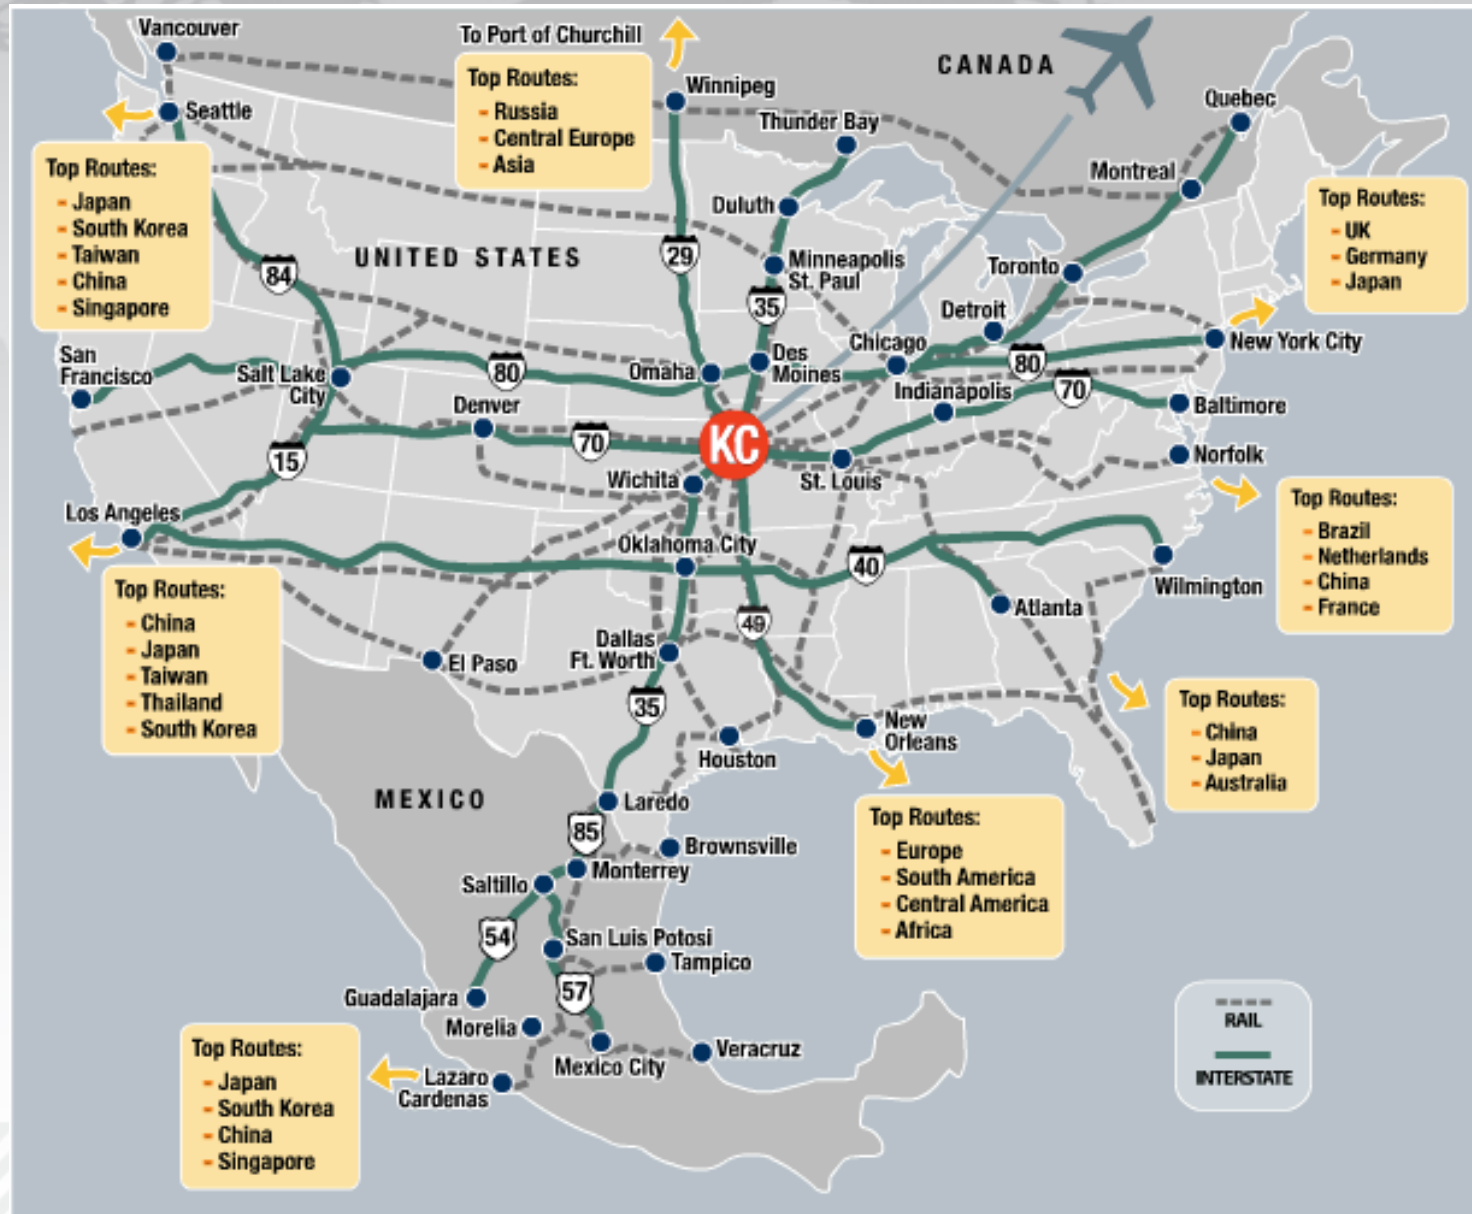 Vancouver
To Port of Churchill
CANADA
Top Routes:
- Russia
- Central Europe
- Asia
Winnipeg
Thunder Bay
Quebec
Seattle
Top Routes:
- Japan
- South Korea
- Taiwan
- China
- Singapore
Montreal
Top Routes:
- UK
- Germany
- Japan
Duluth
UNITED STATES
29
Minneapolis
St. Paul
Toronto
84
35
Detroit
San
Francisco
Salt Lake
City
80
Omaha
Des
Moines
Chicago
80
New York City
Denver
Indianapolis
70
Baltimore
15
70
KC
Wichita
St. Louis
Norfolk
Los Angeles
Top Routes:
- Brazil
- Netherlands
- China
- France
Oklahoma City
40
Wilmington
Top Routes:
- China
- Japan
- Taiwan
- Thailand
- South Korea
49
Atlanta
El Paso
Dallas
Ft. Worth
35
Top Routes:
- China
- Japan
- Australia
New
Orleans
Houston
MEXICO
Laredo
Top Routes:
- Europe
- South America
- Central America
- Africa
85
Brownsville
Monterrey
Saltillo
54
San Luis Potosi
Tampico
57
Guadalajara
Morelia
Mexico City
Veracruz
Lazaro
Cardenas
Top Routes:
- Japan
- South Korea
- China
- Singapore
RAIL
INTERSTATE